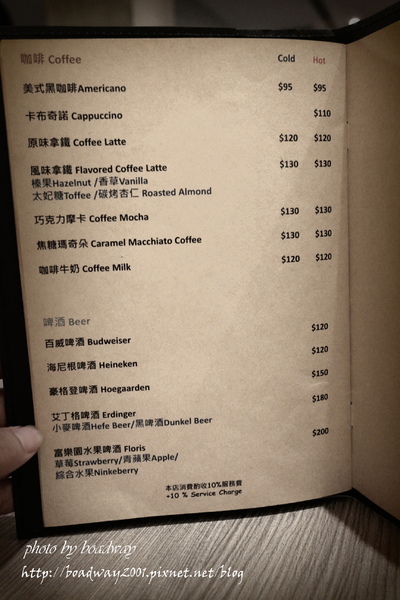 咖啡 Coffee Cold Hot
美式黑咖啡Americano $95 $95
卡布奇諾 Cappuccino $110
原味拿鐵 Coffee Latte $120 $120
風味拿鐵 Flavored Coffee Latte $130 $130
榛果Hazelnut /香草Vanilla
太妃糖Toffee /碳烤杏仁 Roasted Almond
巧克力摩卡 Coffee Mocha $130 $130
焦糖瑪奇朵 Caramel Macchiato Coffee $130 $130
咖啡牛奶 Coffee Milk $120 $120
啤酒 Beer
百威啤酒 Budweiser $120
海尼根啤酒 Heineken $120
豪格登啤酒 Hoegaarden $150
艾丁格啤酒 Erdinger $180
小麥啤酒Hefe Beer/黑啤酒Dunkel Beer
富樂園水果啤酒 Floris $200
草莓Strawberry/青蘋果Apple/
綜合水果Ninkeberry
本店消費酌收10%服務費
+10 % Service Charge
photo by boadway
http://boadway2001.pixnet.net/blog